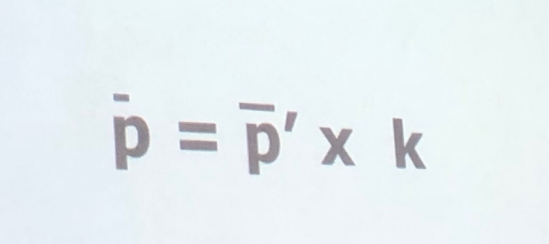 p̄ = p̄′ x k